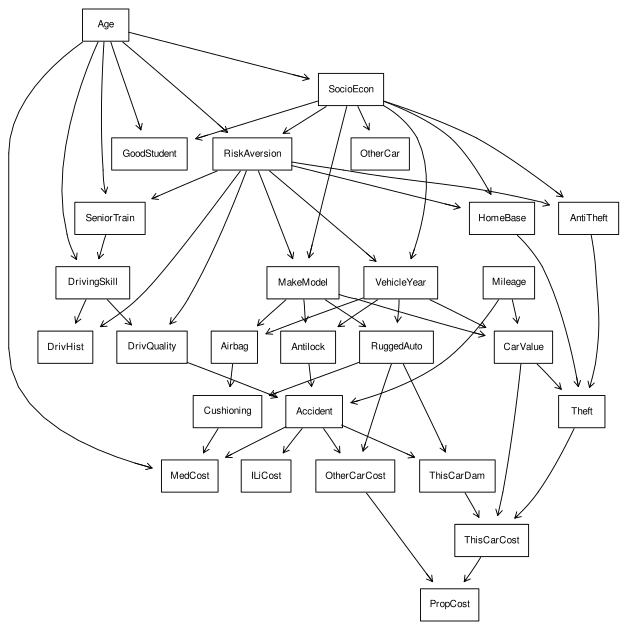 Age
SocioEcon
GoodStudent
RiskAversion
OtherCar
SeniorTrain
HomeBase
AntiTheft
DrivingSkill
MakeModel
VehicleYear
Mileage
DrivHist
DrivQuality
Airbag
Antilock
RuggedAuto
CarValue
Cushioning
Accident
Theft
MedCost
ILiCost
OtherCarCost
ThisCarDam
ThisCarCost
PropCost